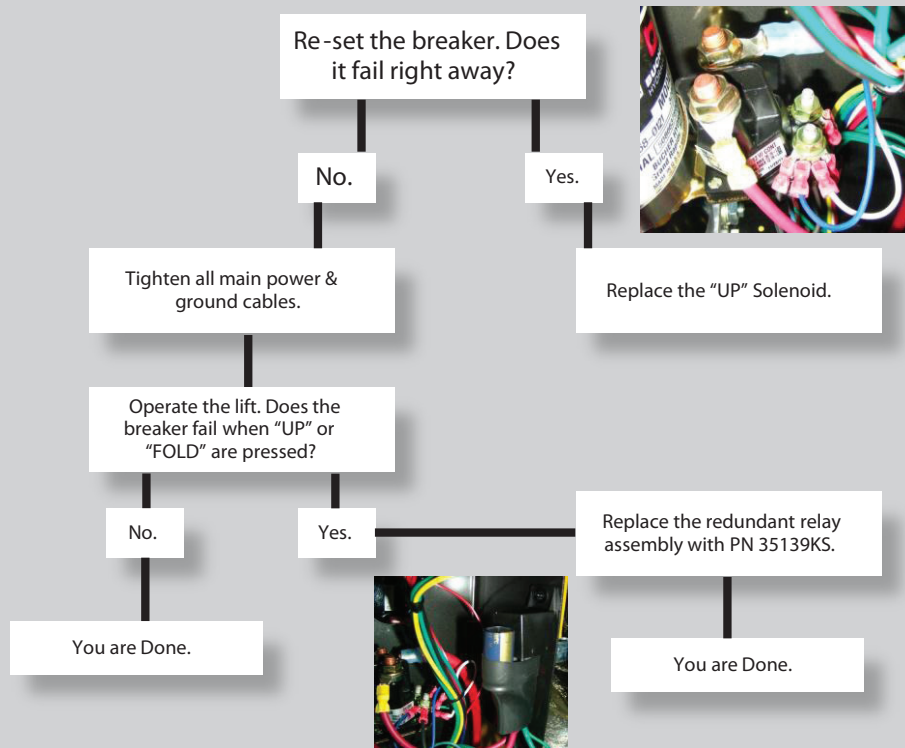 Re-set the breaker. Does
it fail right away?
No.
Yes.
Tighten all main power &
ground cables.
Replace the “UP” Solenoid.
Operate the lift. Does the
breaker fail when “UP” or
“FOLD” are pressed?
No.
Yes.
Replace the redundant relay
assembly with PN 35139KS.
You are Done.
You are Done.